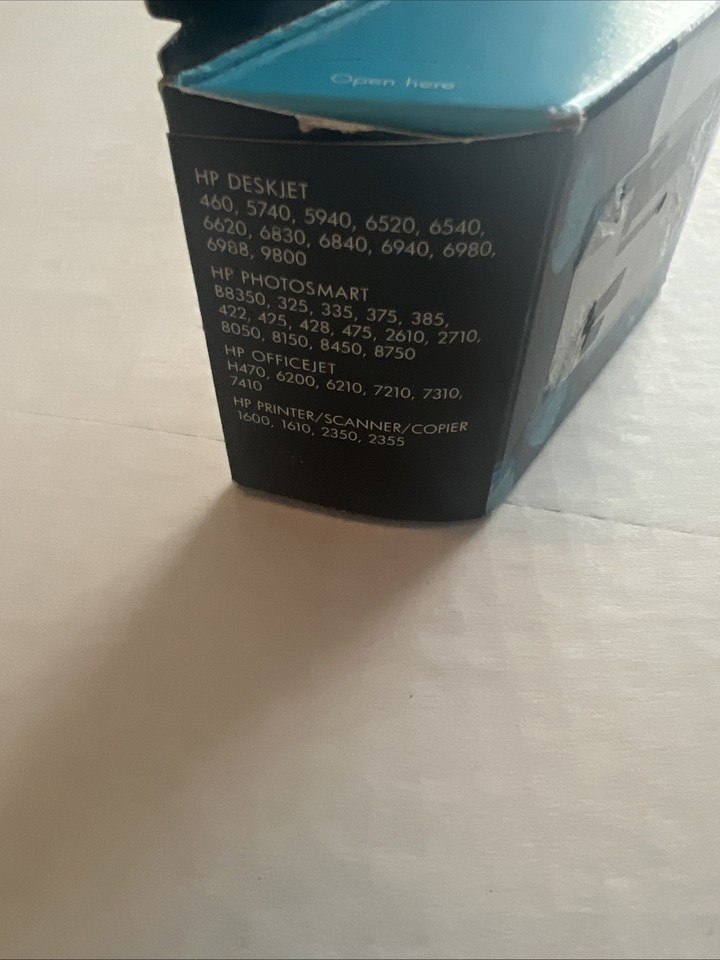 Open here
HP DESKJET
460, 5740, 5940, 6520, 6540,
6620, 6830, 6840, 6940, 6980,
6988, 9800
HP PHOTOSMART
B8350, 325, 335, 375, 385,
422, 425, 428, 475, 2610, 2710,
8050, 8150, 8450, 8750
HP OFFICEJET
H470, 6200, 6210, 7210, 7310,
7410
HP PRINTER/SCANNER/COPIER
1600, 1610, 2350, 2355